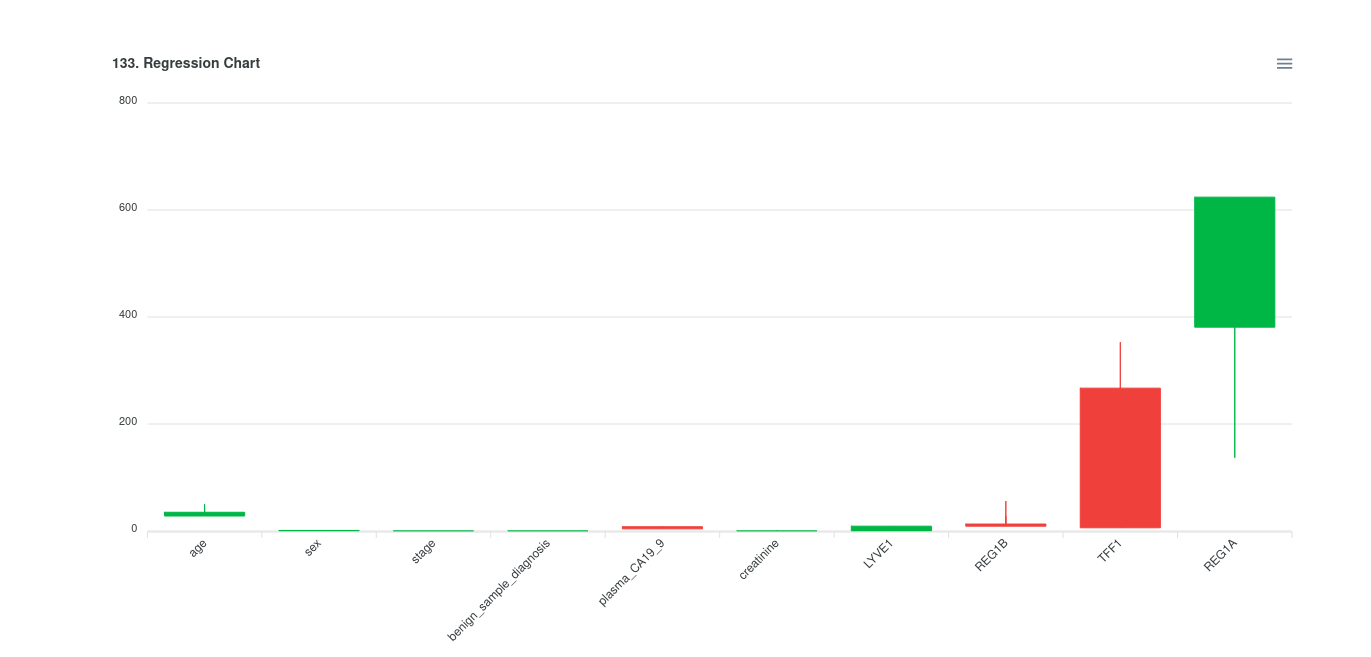 133. Regression Chart
800
600
400
200
0
age
sex
stage
benign_sample_diagnosis
plasma_CA19_9
creatinine
LYVE1
REG1B
TFF1
REG1A